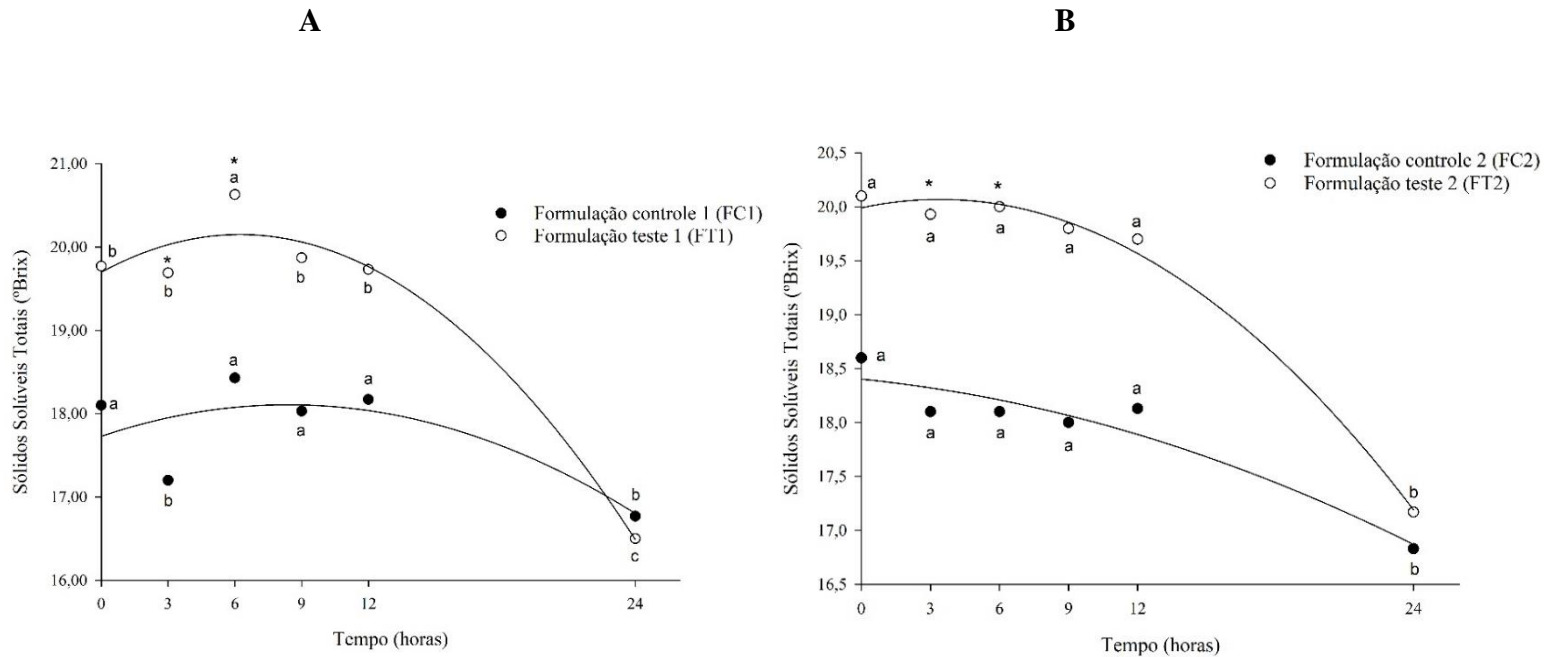 A
B
21,00
20,00
19,00
18,00
17,00
16,00
Sólidos Solúveis Totais (ºBrix)
b
*
b
*
a
b
b
c
a
b
a
a
a
b
Formulação controle 1 (FC1)
Formulação teste 1 (FT1)
0
3
6
9
12
24
Tempo (horas)
20,5
20,0
19,5
19,0
18,5
18,0
17,5
17,0
16,5
Sólidos Solúveis Totais (ºBrix)
a
*
a
*
a
a
a
b
a
a
a
a
a
b
Formulação controle 2 (FC2)
Formulação teste 2 (FT2)
0
3
6
9
12
24
Tempo (horas)